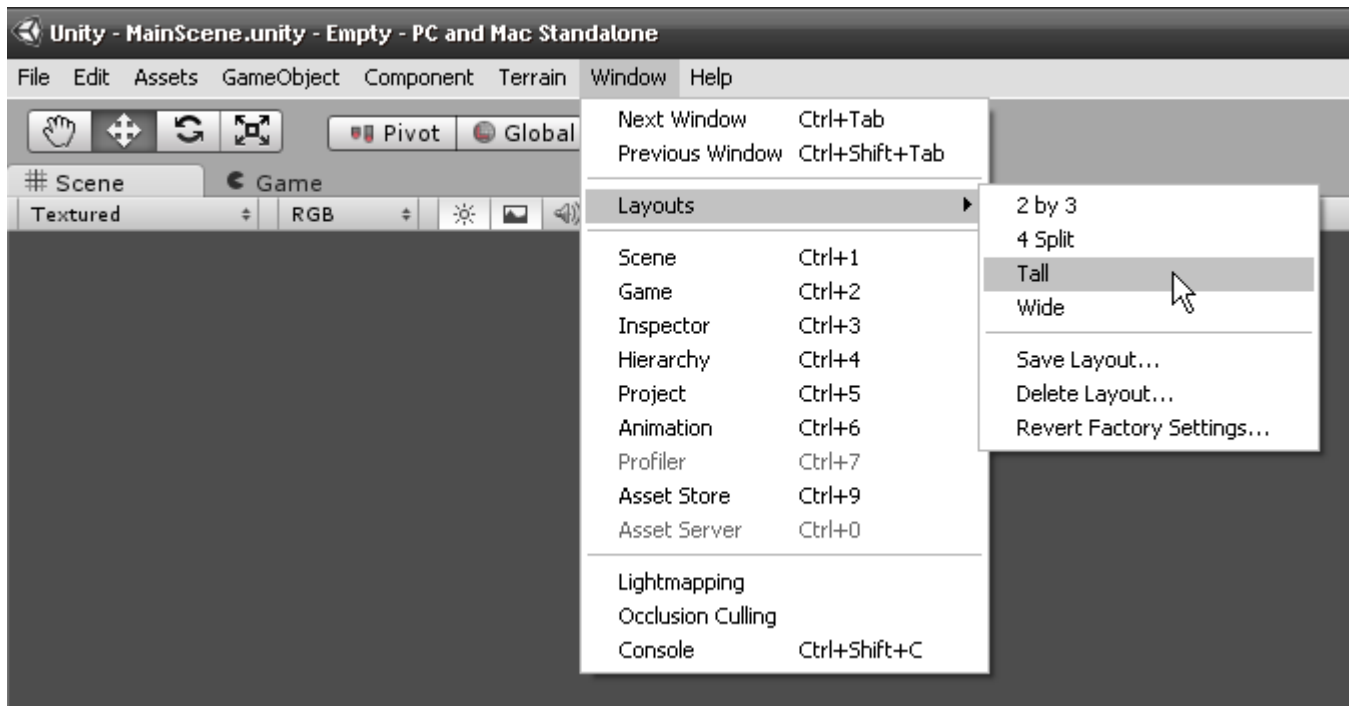 Unity - MainScene.unity - Empty - PC and Mac Standalone
File Edit Assets GameObject Component Terrain Window Help
Pivot Global
Scene Game
Textured RGB
Next Window Ctrl+Tab
Previous Window Ctrl+Shift+Tab
Layouts
Scene Ctrl+1
Game Ctrl+2
Inspector Ctrl+3
Hierarchy Ctrl+4
Project Ctrl+5
Animation Ctrl+6
Profiler Ctrl+7
Asset Store Ctrl+9
Asset Server Ctrl+0
Lightmapping
Occlusion Culling
Console Ctrl+Shift+C
2 by 3
4 Split
Tall
Wide
Save Layout...
Delete Layout...
Revert Factory Settings...